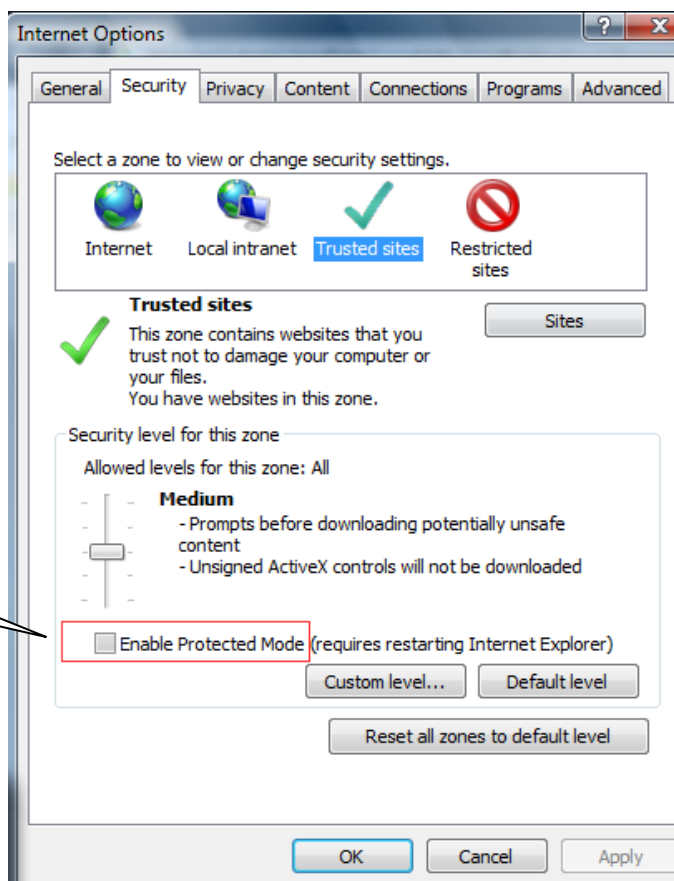 Internet Options
?
X
General Security Privacy Content Connections Programs Advanced
Select a zone to view or change security settings.
Internet Local intranet Trusted sites Restricted
sites
Trusted sites
Sites
This zone contains websites that you
trust not to damage your computer or
your files.
You have websites in this zone.
Security level for this zone
Allowed levels for this zone: All
Medium
- Prompts before downloading potentially unsafe
content
- Unsigned ActiveX controls will not be downloaded
Enable Protected Mode (requires restarting Internet Explorer)
Custom level... Default level
Reset all zones to default level
OK Cancel Apply